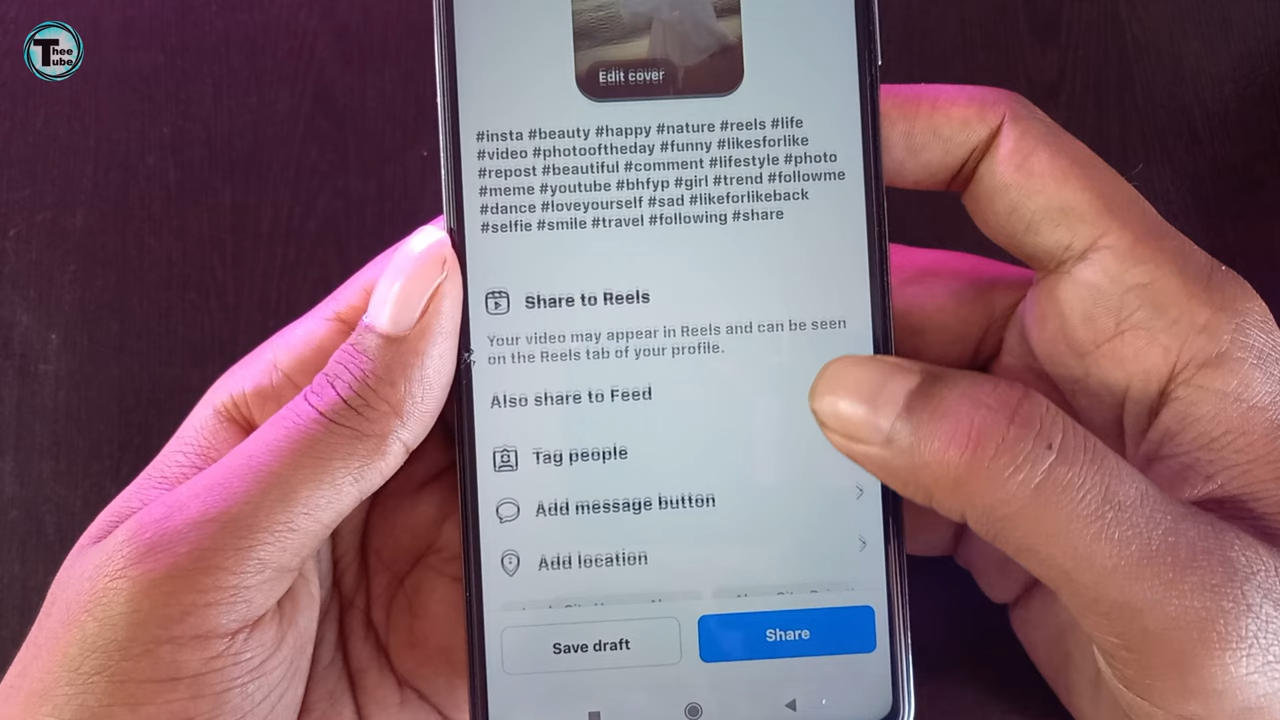 Thee
Tube
Edit cover
#insta #beauty #happy #nature #reels #life
#video #photooftheday #funny #likesforlike
#repost #beautiful #comment #lifestyle #photo
#meme #youtube #bhfyp #girl #trend #followme
#dance #loveyourself #sad #likeforlikeback
#selfie #smile #travel #following #share
Share to Reels
Your video may appear in Reels and can be seen
on the Reels tab of your profile.
Also share to Feed
Tag people
Add message button
Add location
Save draft
Share